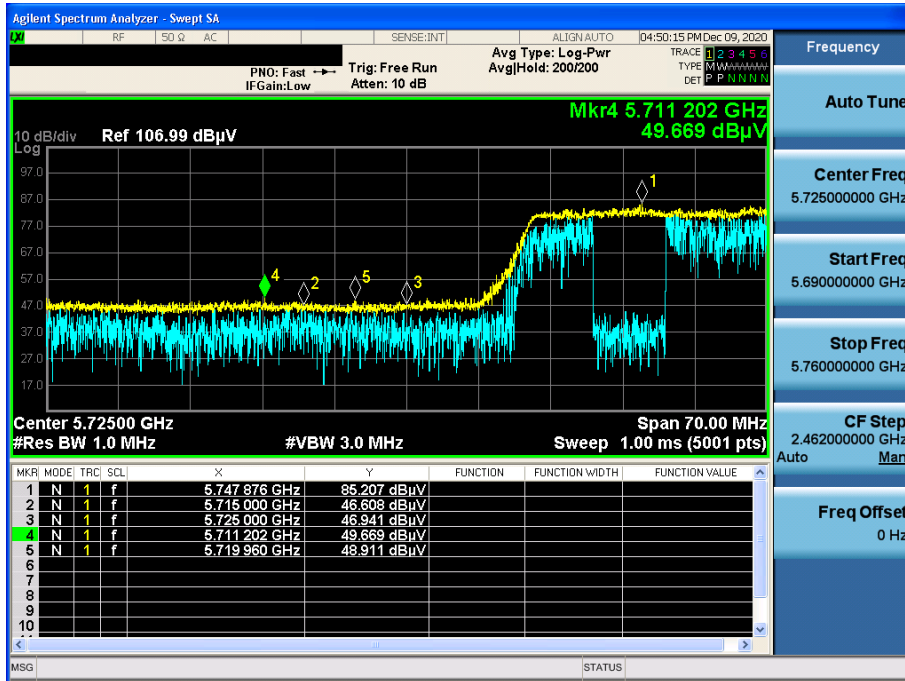 Agilent Spectrum Analyzer - Swept SA
LXI RF 50 Ω AC SENSE:INT ALIGN AUTO 04:50:15 PM Dec 09, 2020
PNO: Fast
IFGain:Low
Trig: Free Run
Atten: 10 dB
Avg Type: Log-Pwr
Avg|Hold: 200/200
TRACE 1 2 3 4 5 6
TYPE MWWWWW
DET P P N N N N
Mkr4 5.711 202 GHz
49.669 dBµV
10 dB/div Ref 106.99 dBµV
Log
97.0
87.0
77.0
67.0
57.0
47.0
37.0
27.0
17.0
1
4
2
5
3
Center 5.72500 GHz Span 70.00 MHz
#Res BW 1.0 MHz #VBW 3.0 MHz Sweep 1.00 ms (5001 pts)
MKR MODE TRC SCL X Y FUNCTION FUNCTION WIDTH FUNCTION VALUE
1 N 1 f 5.747 876 GHz 85.207 dBµV
2 N 1 f 5.715 000 GHz 46.608 dBµV
3 N 1 f 5.725 000 GHz 46.941 dBµV
4 N 1 f 5.711 202 GHz 49.669 dBµV
5 N 1 f 5.719 960 GHz 48.911 dBµV
6
7
8
9
10
MSG STATUS
Frequency
Auto Tune
Center Freq
5.725000000 GHz
Start Freq
5.690000000 GHz
Stop Freq
5.760000000 GHz
CF Step
2.462000000 GHz
Auto Man
Freq Offset
0 Hz